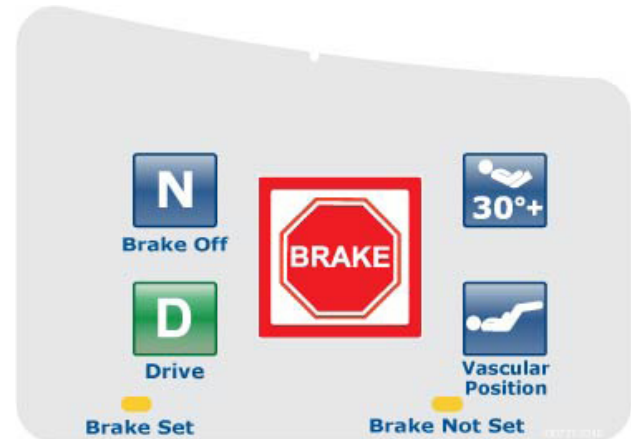 N
Brake Off
BRAKE
30°+
D
Drive
Vascular
Position
Brake Set
Brake Not Set